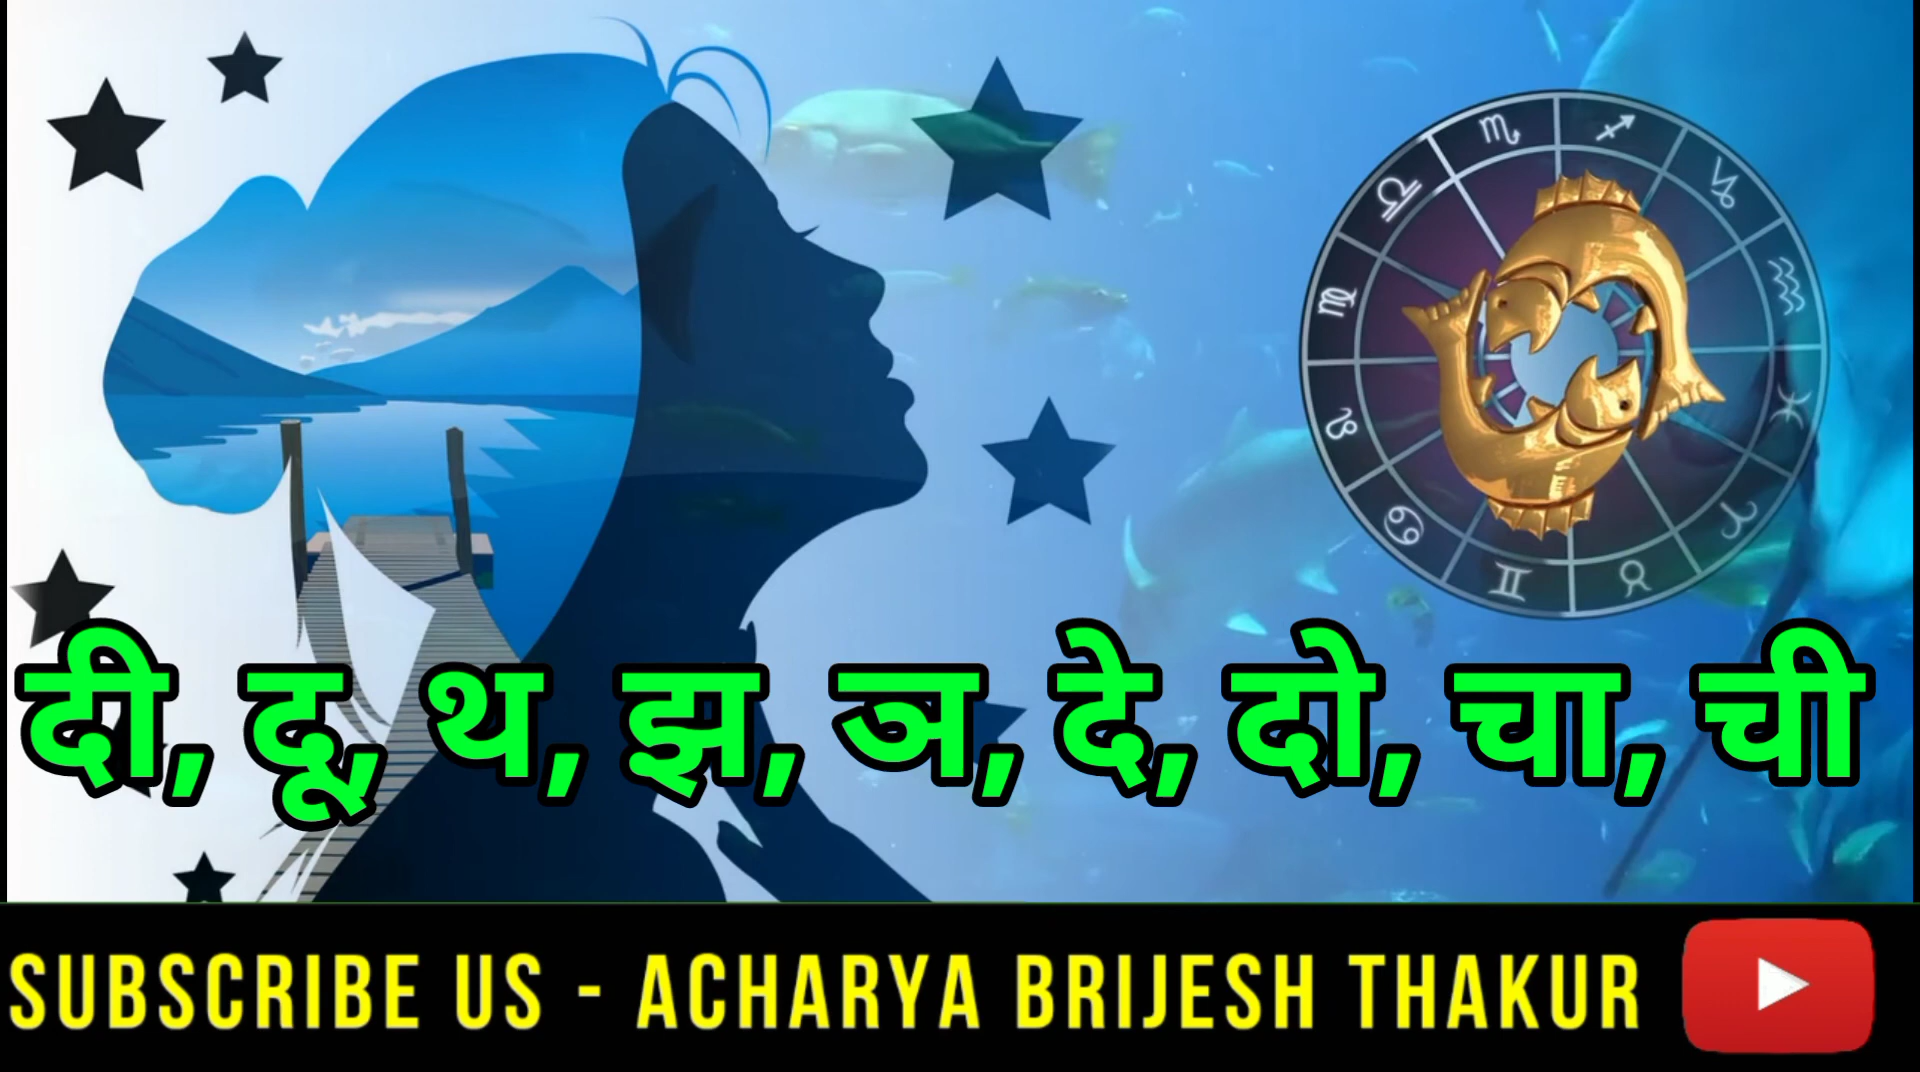 दी, दू, थ, झ, ञ, दे, दो, चा, ची
SUBSCRIBE US - ACHARYA BRIJESH THAKUR